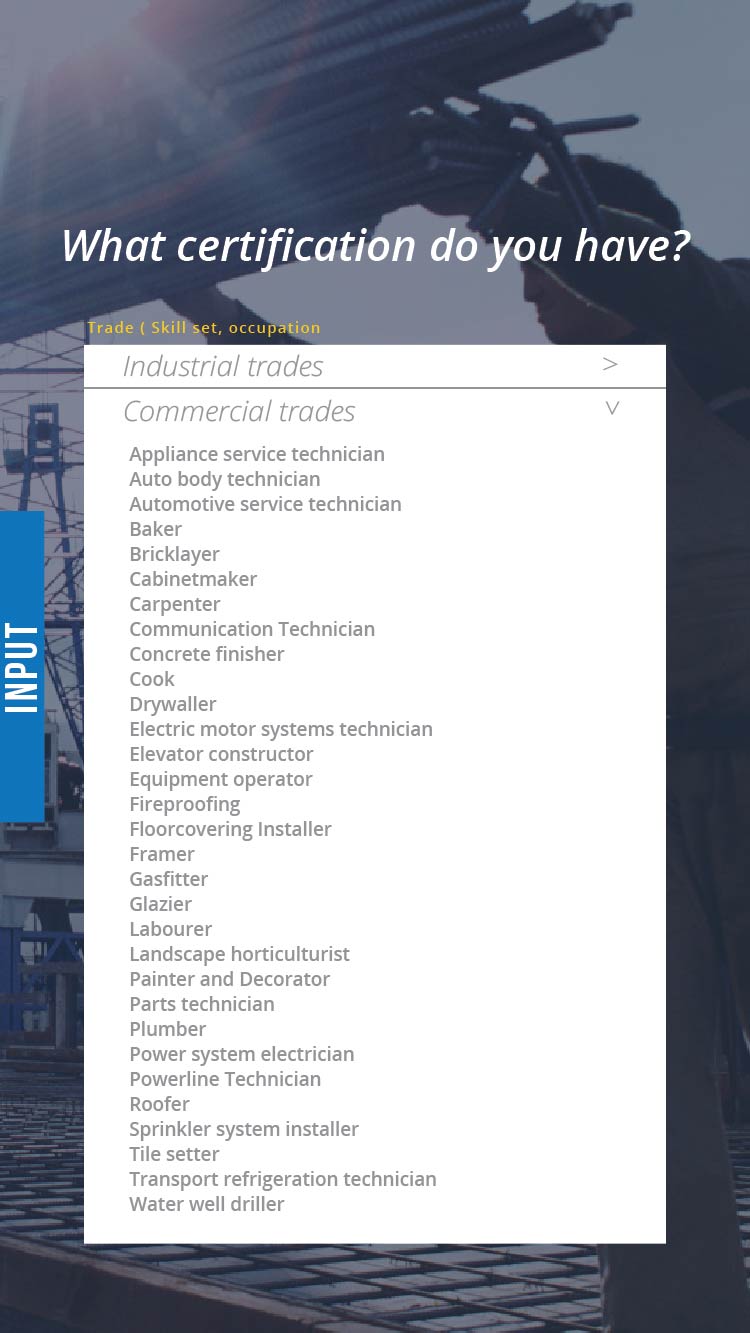 What certification do you have?
Trade ( Skill set, occupation
Industrial trades >
Commercial trades v
Appliance service technician
Auto body technician
Automotive service technician
Baker
Bricklayer
Cabinetmaker
Carpenter
Communication Technician
Concrete finisher
Cook
Drywaller
Electric motor systems technician
Elevator constructor
Equipment operator
Fireproofing
Floorcovering Installer
Framer
Gasfitter
Glazier
Labourer
Landscape horticulturist
Painter and Decorator
Parts technician
Plumber
Power system electrician
Powerline Technician
Roofer
Sprinkler system installer
Tile setter
Transport refrigeration technician
Water well driller
INPUT